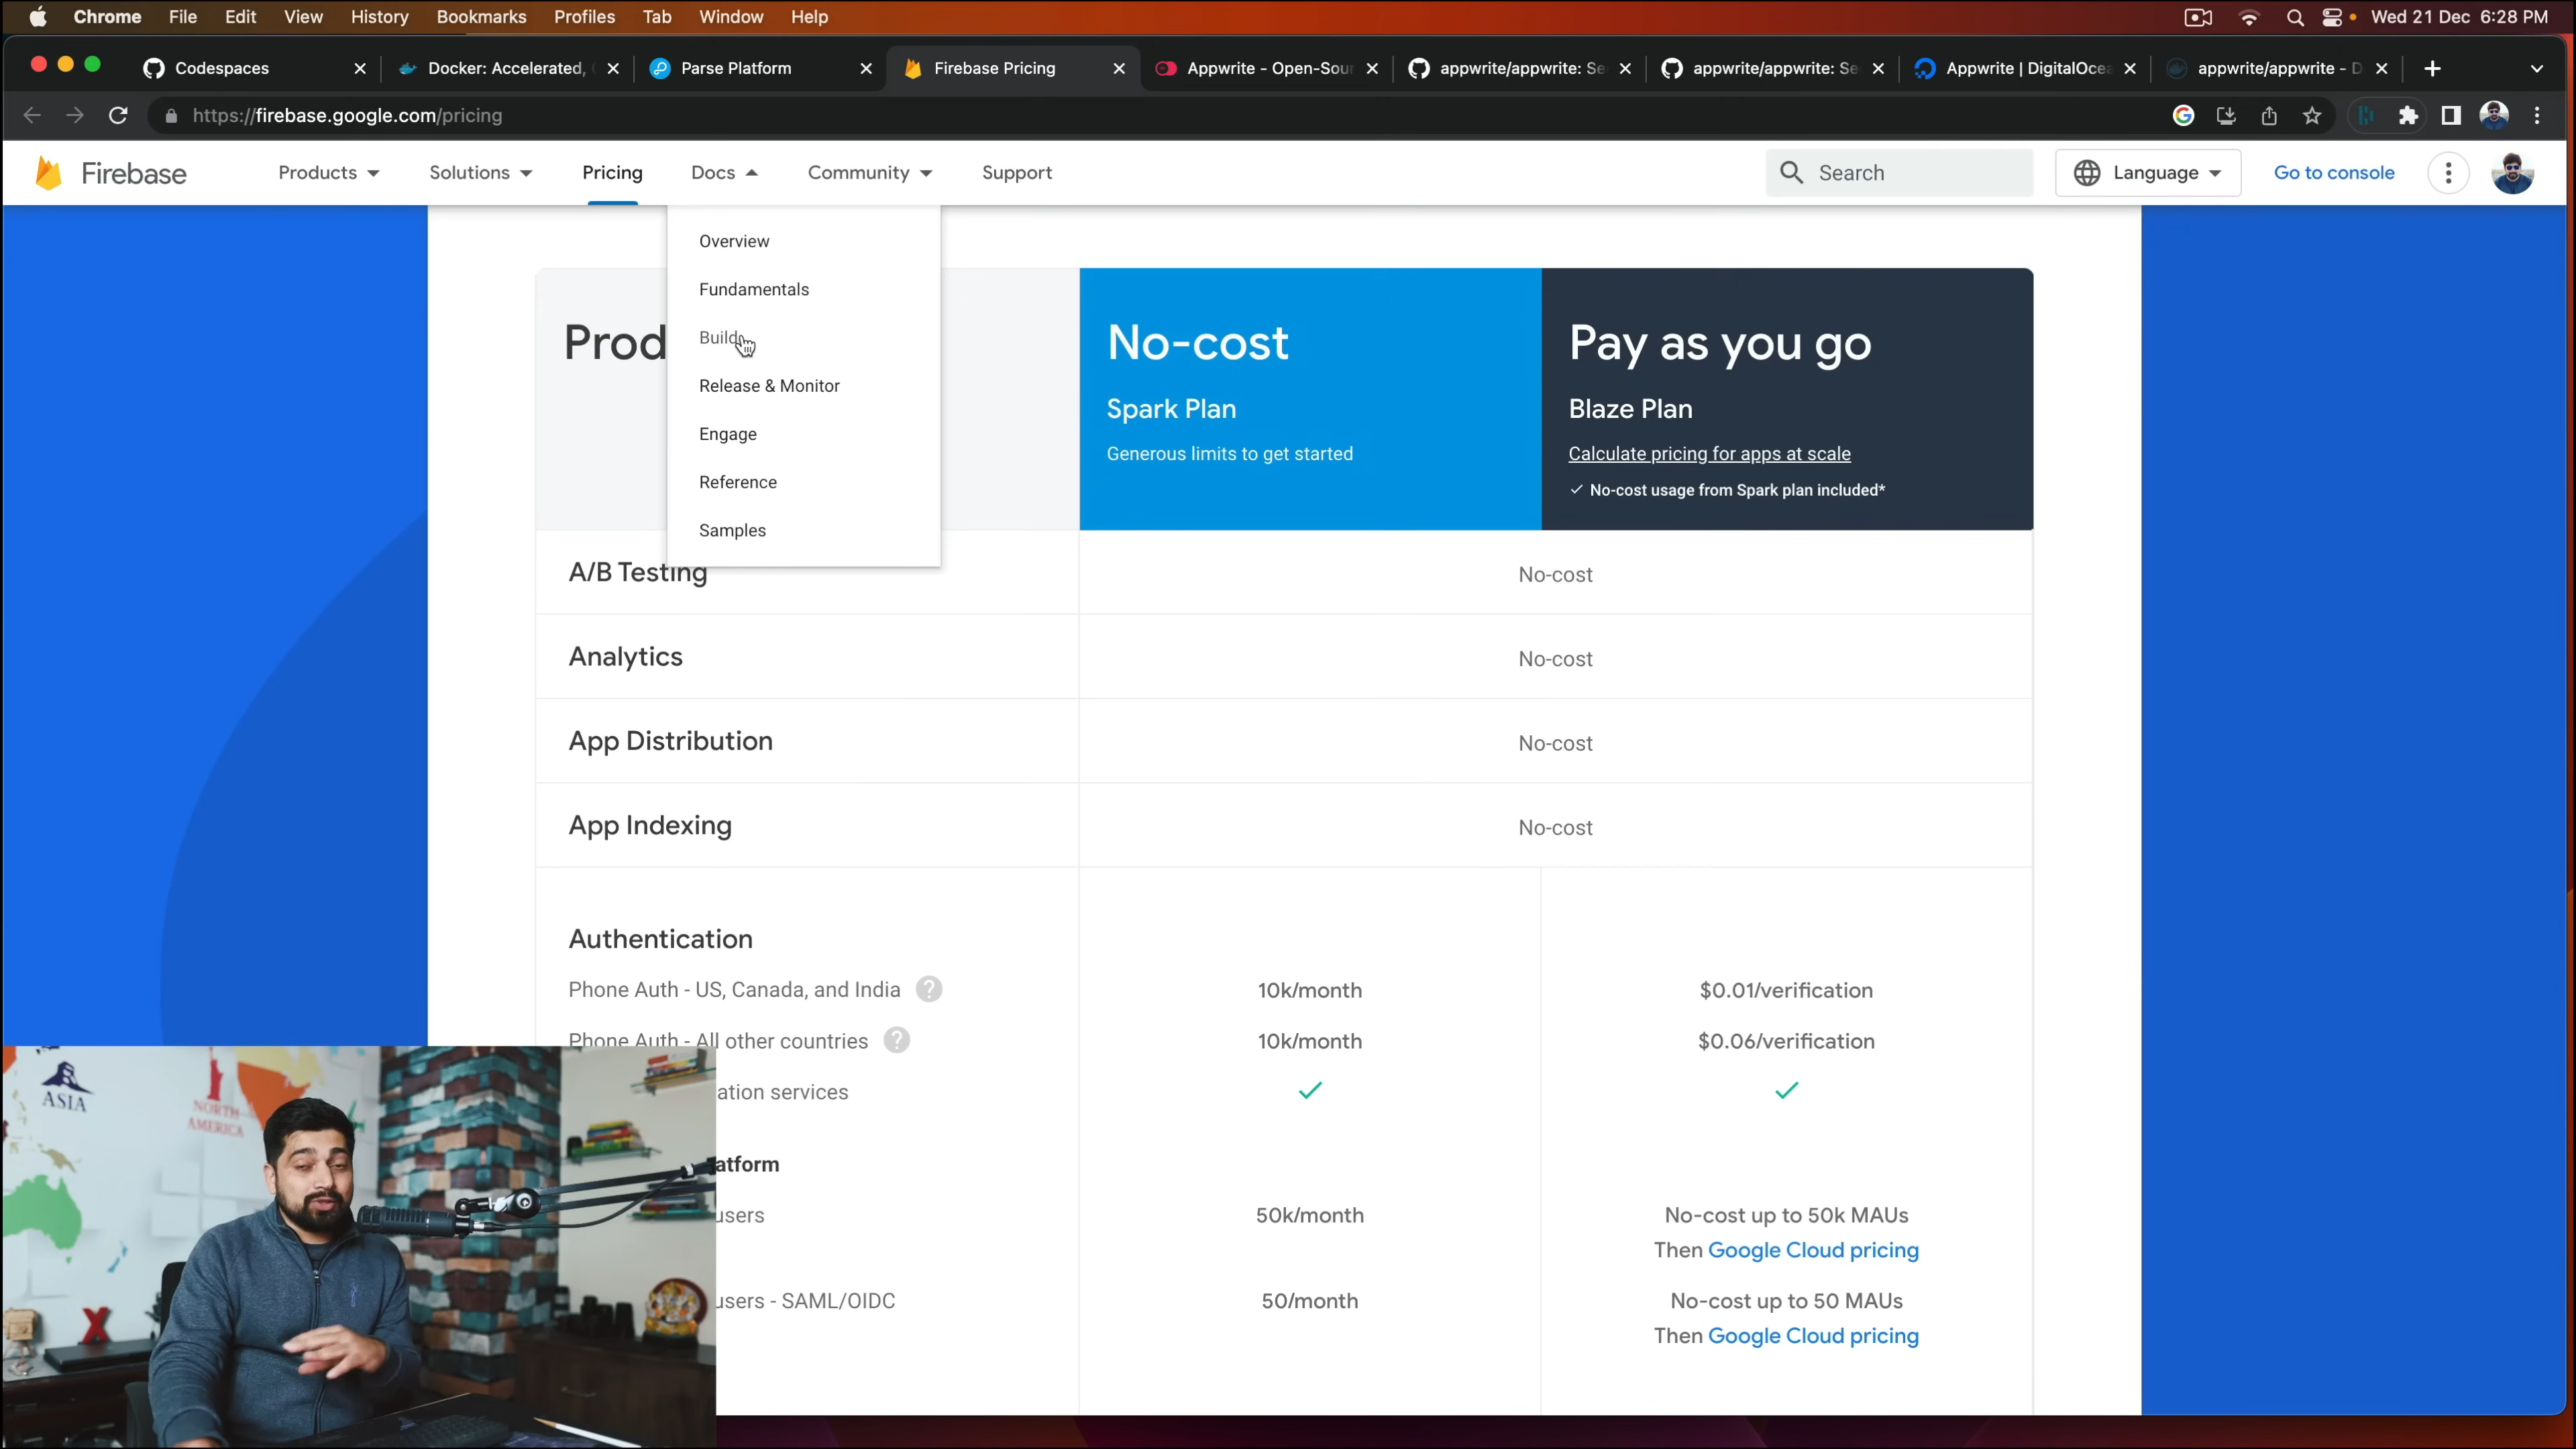 Chrome File Edit View History Bookmarks Profiles Tab Window Help Wed 21 Dec 6:28 PM
Codespaces Docker: Accelerated, Parse Platform Firebase Pricing Appwrite - Open-Sour appwrite/appwrite: Se appwrite/appwrite: Se Appwrite | DigitalOcea appwrite/appwrite - D
https://firebase.google.com/pricing
Firebase Products Solutions Pricing Docs Community Support Search Language Go to console
Overview
Fundamentals
Build
Release & Monitor
Engage
Reference
Samples
Prod
No-cost
Spark Plan
Generous limits to get started
Pay as you go
Blaze Plan
Calculate pricing for apps at scale
No-cost usage from Spark plan included*
A/B Testing No-cost
Analytics No-cost
App Distribution No-cost
App Indexing No-cost
Authentication
Phone Auth - US, Canada, and India ? 10k/month $0.01/verification
Phone Auth - All other countries ? 10k/month $0.06/verification
ation services
atform
users 50k/month No-cost up to 50k MAUs
Then Google Cloud pricing
users - SAML/OIDC 50/month No-cost up to 50 MAUs
Then Google Cloud pricing
ASIA
NORTH
AMERICA